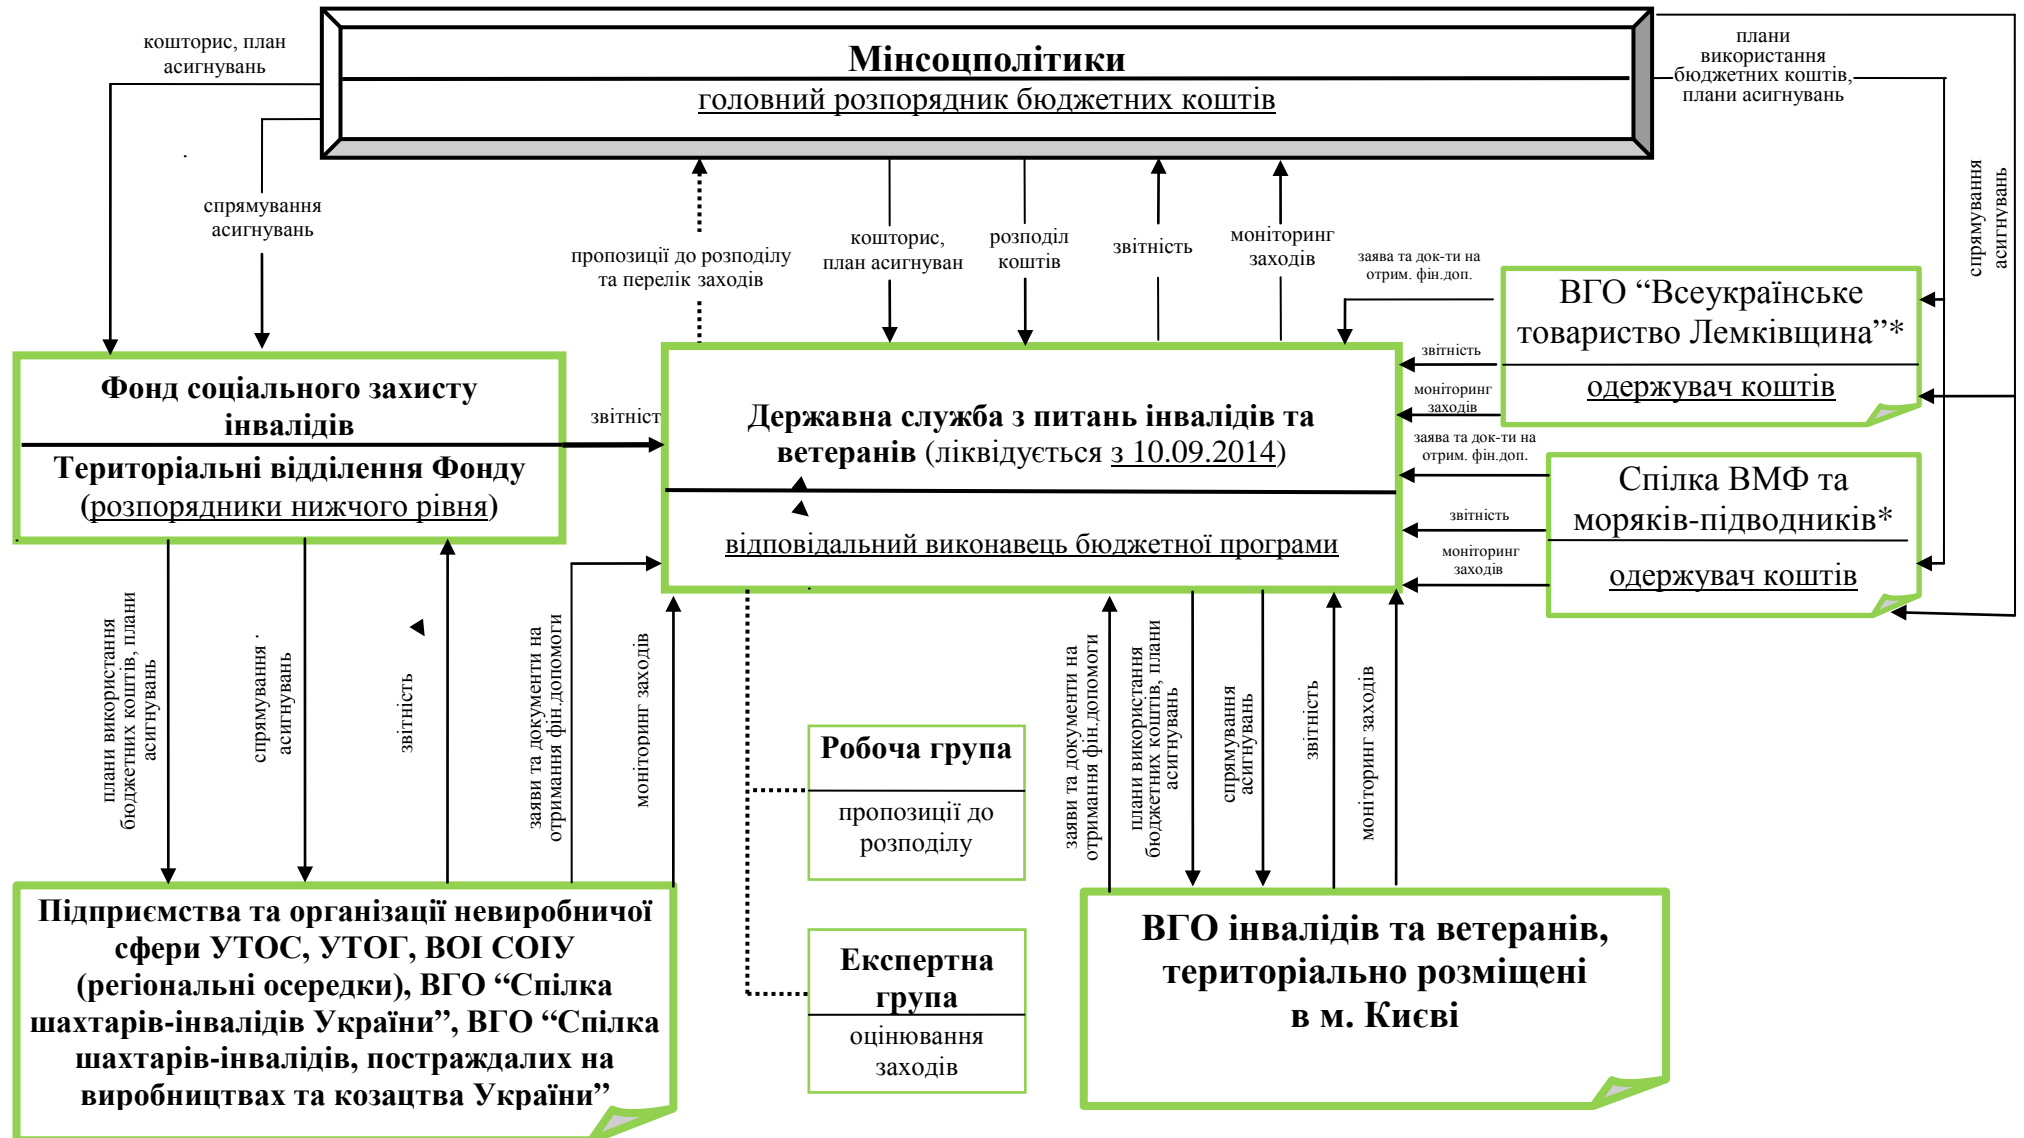 кошторис, план
асигнувань
Мінсоцполітики
головний розпорядник бюджетних коштів
плани
використання
бюджетних коштів,
плани асигнувань
спрямування
асигнувань
спрямування
асигнувань
пропозиції до розподілу
та перелік заходів
кошторис,
план асигнуван
розподіл
коштів
звітність
моніторинг
заходів
заява та док-ти на
отрим. фін.доп.
ВГО “Всеукраїнське
товариство Лемківщина”*
одержувач коштів
звітність
моніторинг
заходів
Фонд соціального захисту
інвалідів
Територіальні відділення Фонду
(розпорядники нижчого рівня)
звітніст
Державна служба з питань інвалідів та
ветеранів (ліквідується з 10.09.2014)
відповідальний виконавець бюджетної програми
заява та док-ти на
отрим. фін.доп.
звітність
моніторинг
заходів
Спілка ВМФ та
моряків-підводників*
одержувач коштів
плани використання
бюджетних коштів, плани
асигнувань
спрямування
асигнувань
звітність
заяви та документи на
отримання фін.допомоги
моніторинг заходів
Робоча група
пропозиції до
розподілу
Експертна
група
оцінювання
заходів
заяви та документи на
отримання фін.допомоги
плани використання
бюджетних коштів, плани
асигнувань
спрямування
асигнувань
звітність
моніторинг заходів
Підприємства та організації невиробничої
сфери УТОС, УТОГ, ВОІ СОІУ
(регіональні осередки), ВГО “Спілка
шахтарів-інвалідів України”, ВГО “Спілка
шахтарів-інвалідів, постраждалих на
виробництвах та козацтва України”
ВГО інвалідів та ветеранів,
територіально розміщені
в м. Києві